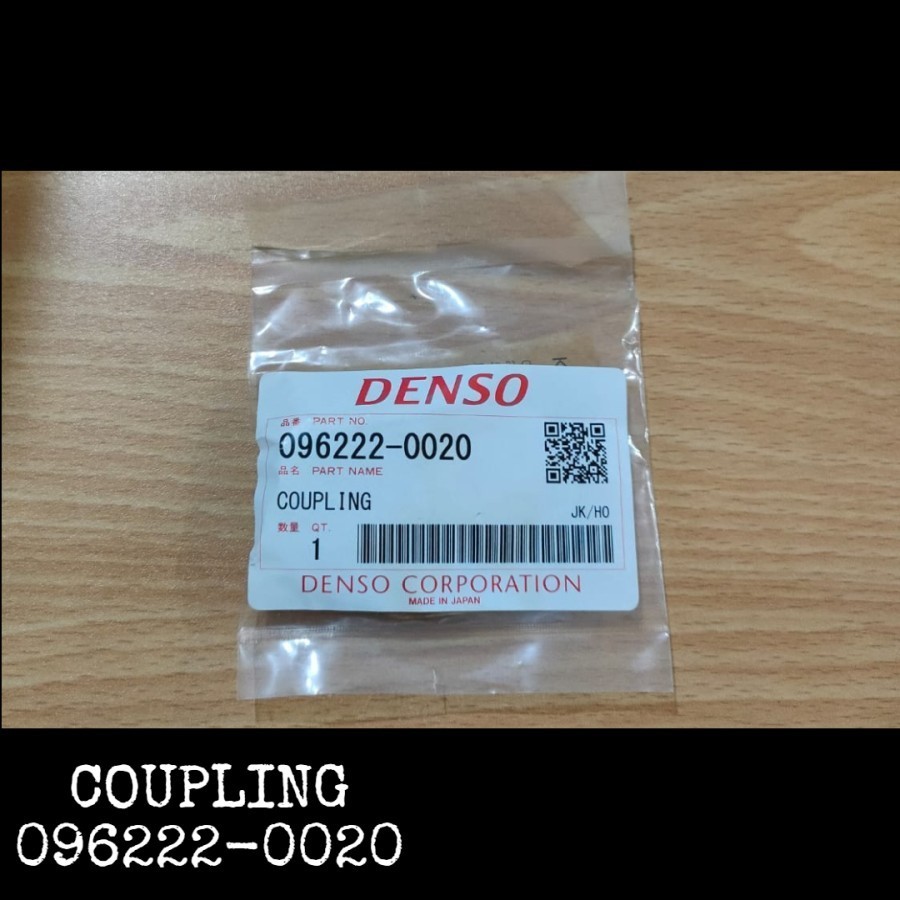 DENSO
品番 PART NO.
096222-0020
品名 PART NAME
COUPLING
JK/HO
数量 QT.
1
DENSO CORPORATION
MADE IN JAPAN
COUPLING
096222-0020